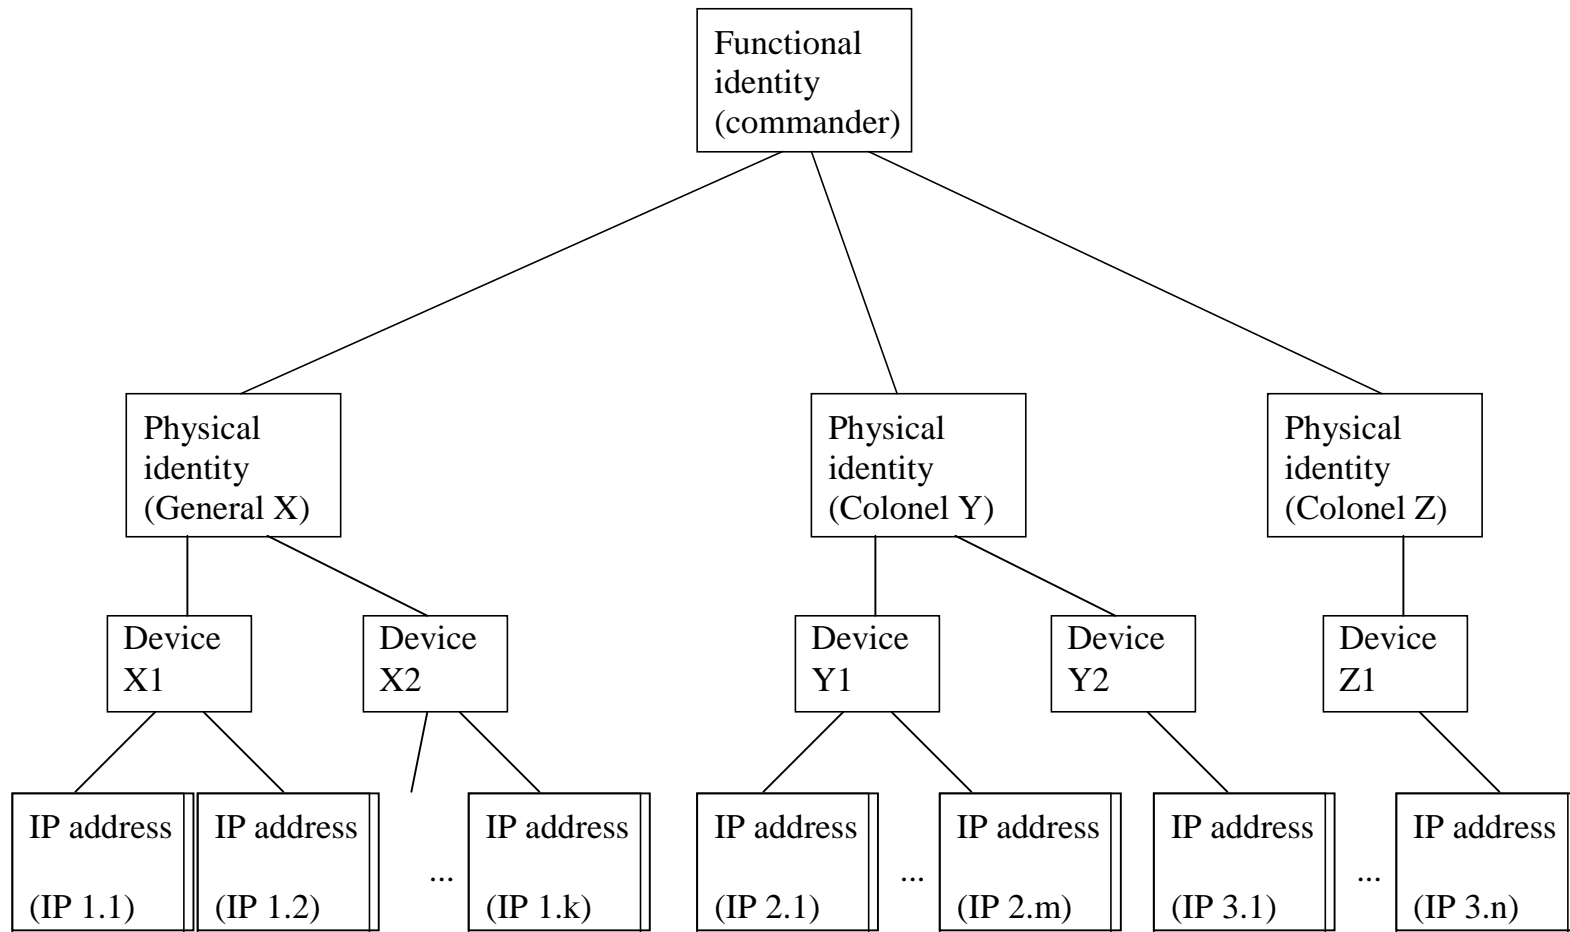 Functional
identity
(commander)
Physical
identity
(General X)
Physical
identity
(Colonel Y)
Physical
identity
(Colonel Z)
Device
X1
Device
X2
Device
Y1
Device
Y2
Device
Z1
IP address
(IP 1.1)
IP address
(IP 1.2)
...
IP address
(IP 1.k)
IP address
(IP 2.1)
...
IP address
(IP 2.m)
IP address
(IP 3.1)
...
IP address
(IP 3.n)